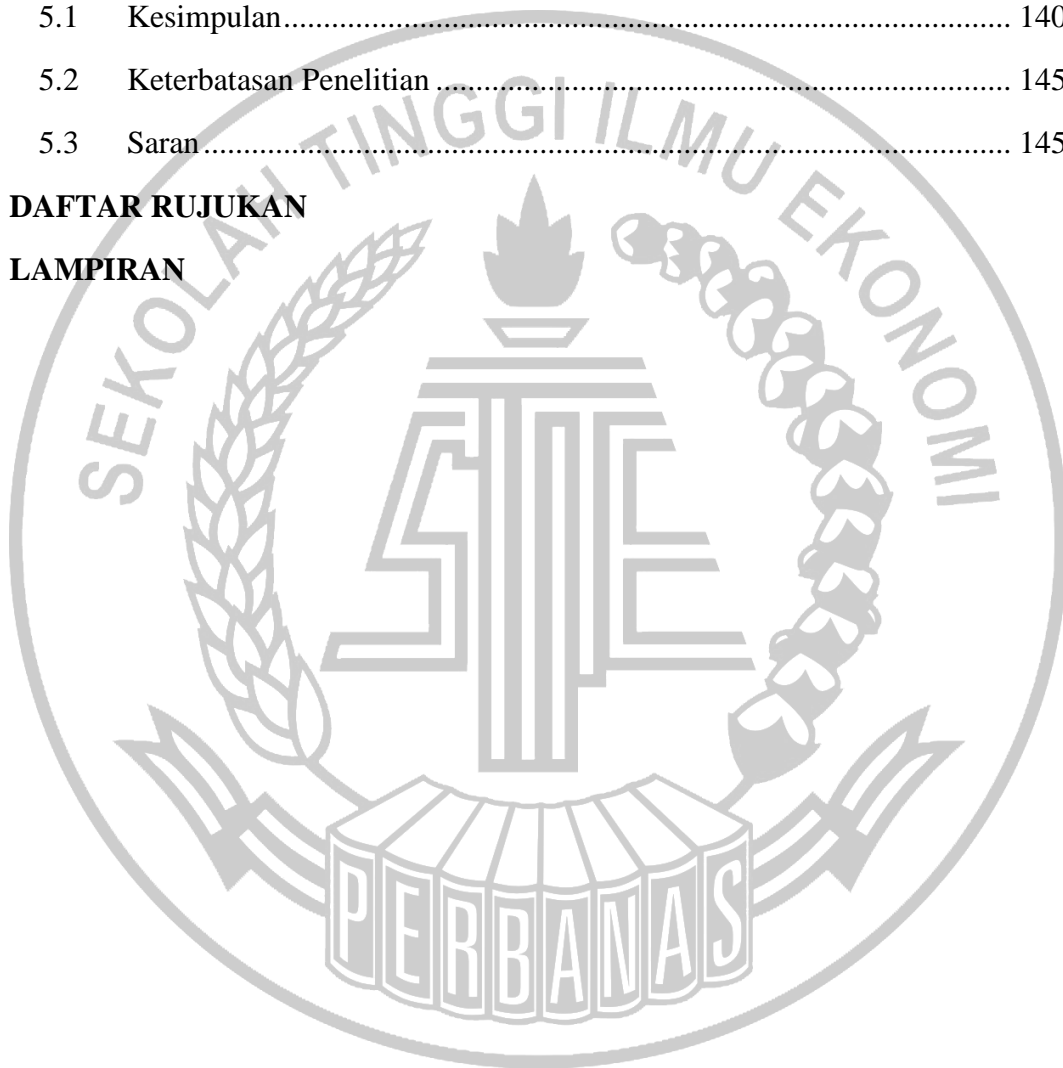 5.1 Kesimpulan.......................................................................................................... 140
5.2 Keterbatasan Penelitian ................................................................................... 145
5.3 Saran..................................................................................................................... 145
DAFTAR RUJUKAN
LAMPIRAN
SEKOLAH TINGGI ILMU EKONOMI
STIE
PERBANAS